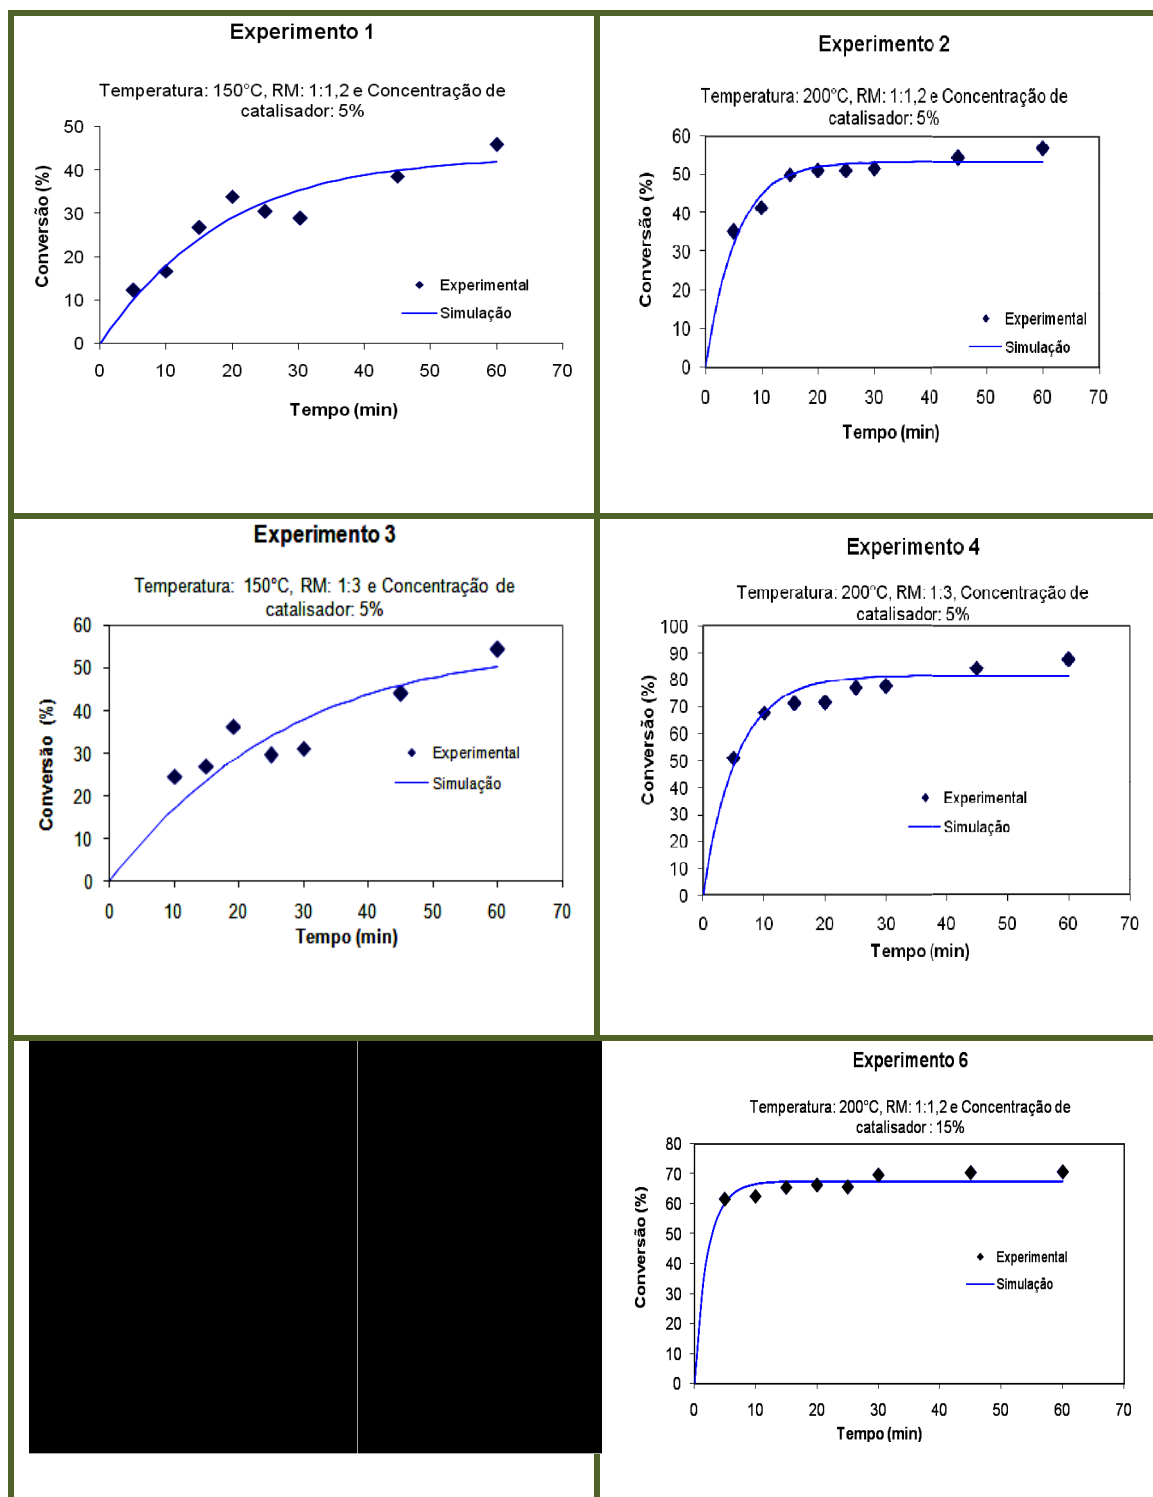 Experimento 1
Temperatura: 150°C, RM: 1:1,2 e Concentração de
catalisador: 5%
50
40
30
20
10
0
Conversão (%)
Experimental
Simulação
0 10 20 30 40 50 60 70
Tempo (min)
Experimento 2
Temperatura: 200°C, RM: 1:1,2 e Concentração de
catalisador: 5%
60
50
40
30
20
10
0
Conversão (%)
Experimental
Simulação
0 10 20 30 40 50 60 70
Tempo (min)
Experimento 3
Temperatura: 150°C, RM: 1:3 e Concentração de
catalisador: 5%
60
50
40
30
20
10
0
Conversão (%)
Experimental
Simulação
0 10 20 30 40 50 60 70
Tempo (min)
Experimento 4
Temperatura: 200°C, RM: 1:3, Concentração de
catalisador: 5%
100
90
80
70
60
50
40
30
20
10
0
Conversão (%)
Experimental
Simulação
0 10 20 30 40 50 60 70
Tempo (min)
Experimento 6
Temperatura: 200°C, RM: 1:1,2 e Concentração de
catalisador : 15%
80
70
60
50
40
30
20
10
0
Conversão (%)
Experimental
Simulação
0 10 20 30 40 50 60 70
Tempo (min)